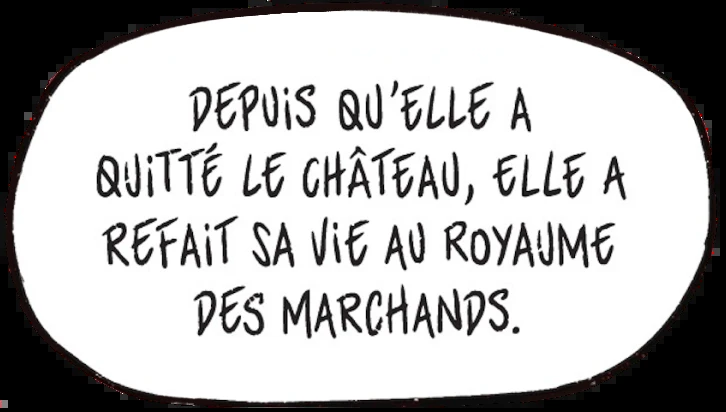 DEPUIS QU'ELLE A
QUITTÉ LE CHÂTEAU, ELLE A
REFAIT SA VIE AU ROYAUME
DES MARCHANDS.